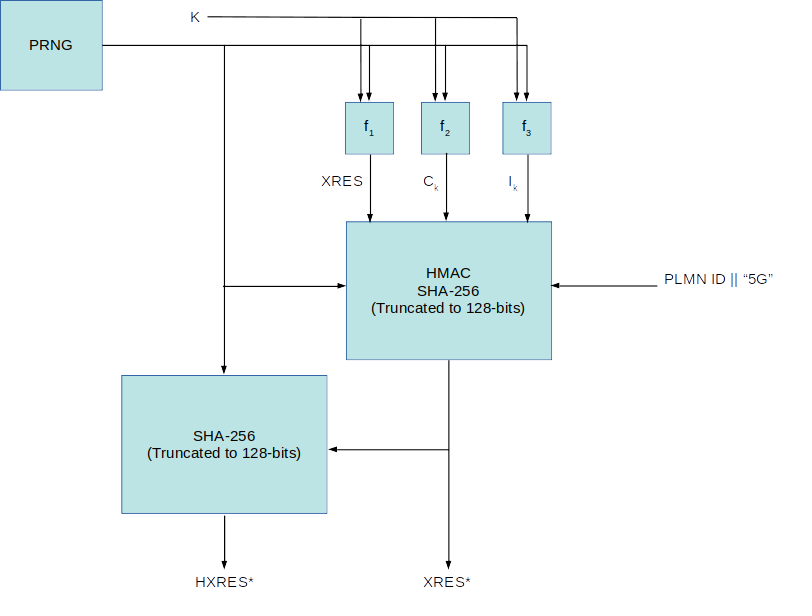 K
PRNG
f1
f2
f3
XRES
Ck
Ik
HMAC
SHA-256
(Truncated to 128-bits)
PLMN ID || “5G”
SHA-256
(Truncated to 128-bits)
HXRES*
XRES*